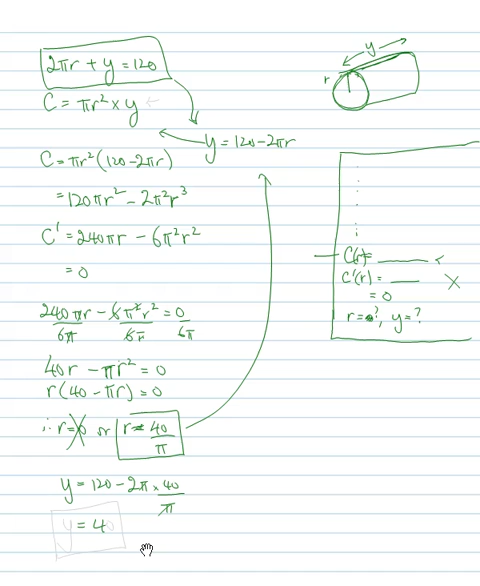 2πr + y = 120
C = πr² × y
y = 120 - 2πr
C = πr²(120 - 2πr)
= 120πr² - 2π²r³
C' = 240πr - 6π²r²
= 0
240πr/6π - 6π²r²/6π = 0/6π
40r - πr² = 0
r(40 - πr) = 0
∴ r = 0 or r = 40/π
y = 120 - 2π × 40/π
y = 40
y
r
C(r) =
C'(r) =
= 0
r = ?, y = ?